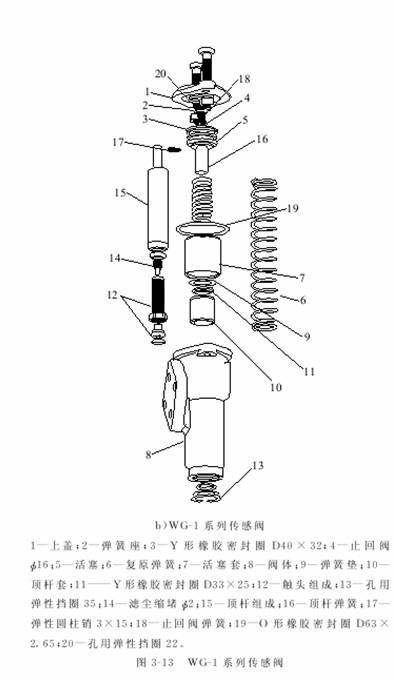 20
1
18
2
4
3
5
17
16
15
19
14
7
12
6
9
11
10
8
13
b)WG-1 系列传感阀
1—上盖;2—弹簧座;3—Y 形橡胶密封圈 D40×32;4—止回阀
ϕ16;5—活塞;6—复原弹簧;7—活塞套;8—阀体;9—弹簧垫;10—
顶杆套;11——Y 形橡胶密封圈 D33×25;12—触头组成;13—孔用
弹性挡圈 35;14—滤尘缩堵 ϕ2;15—顶杆组成;16—顶杆弹簧;17—
弹性圆柱销 3×15;18—止回阀弹簧;19—O 形橡胶密封圈 D63×
2.65;20—孔用弹性挡圈 22。
图 3-13 WG-1 系列传感阀